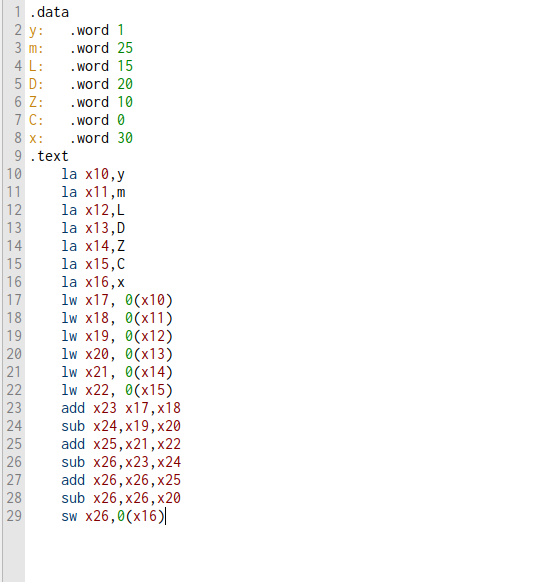 1 .data
2 y:   .word 1
3 m:   .word 25
4 L:   .word 15
5 D:   .word 20
6 Z:   .word 10
7 C:   .word 0
8 x:   .word 30
9 .text
10     la x10,y
11     la x11,m
12     la x12,L
13     la x13,D
14     la x14,Z
15     la x15,C
16     la x16,x
17     lw x17, 0(x10)
18     lw x18, 0(x11)
19     lw x19, 0(x12)
20     lw x20, 0(x13)
21     lw x21, 0(x14)
22     lw x22, 0(x15)
23     add x23 x17,x18
24     sub x24,x19,x20
25     add x25,x21,x22
26     sub x26,x23,x24
27     add x26,x26,x25
28     sub x26,x26,x20
29     sw x26,0(x16)